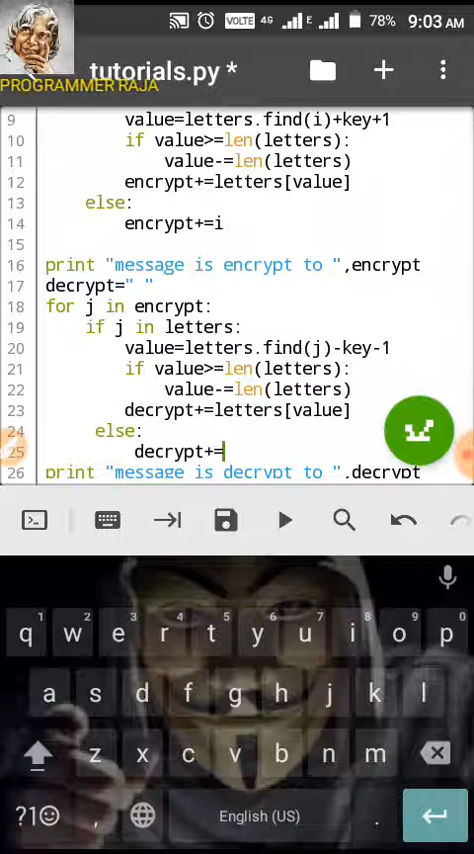 VOLTE 4G E 78% 9:03 AM
tutorials.py *
PROGRAMMER RAJA
9 value=letters.find(i)+key+1
10 if value>=len(letters):
11 value-=len(letters)
12 encrypt+=letters[value]
13 else:
14 encrypt+=i
15
16 print "message is encrypt to ",encrypt
17 decrypt=" "
18 for j in encrypt:
19 if j in letters:
20 value=letters.find(j)-key-1
21 if value>=len(letters):
22 value-=len(letters)
23 decrypt+=letters[value]
24 else:
25 decrypt+=
26 print "message is decrypt to ",decrypt
1 2 3 4 5 6 7 8 9 0
q w e r t y u i o p
a s d f g h j k l
z x c v b n m
?1 , English (US) .